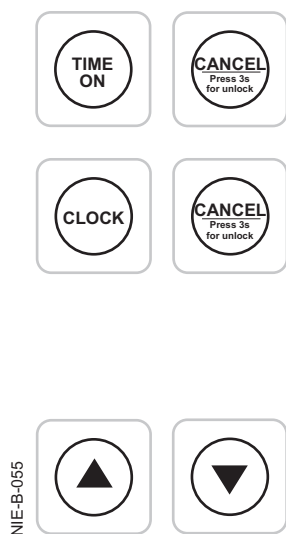 TIME
ON
CANCEL
Press 3s
for unlock
CLOCK
CANCEL
Press 3s
for unlock
NIE-B-055